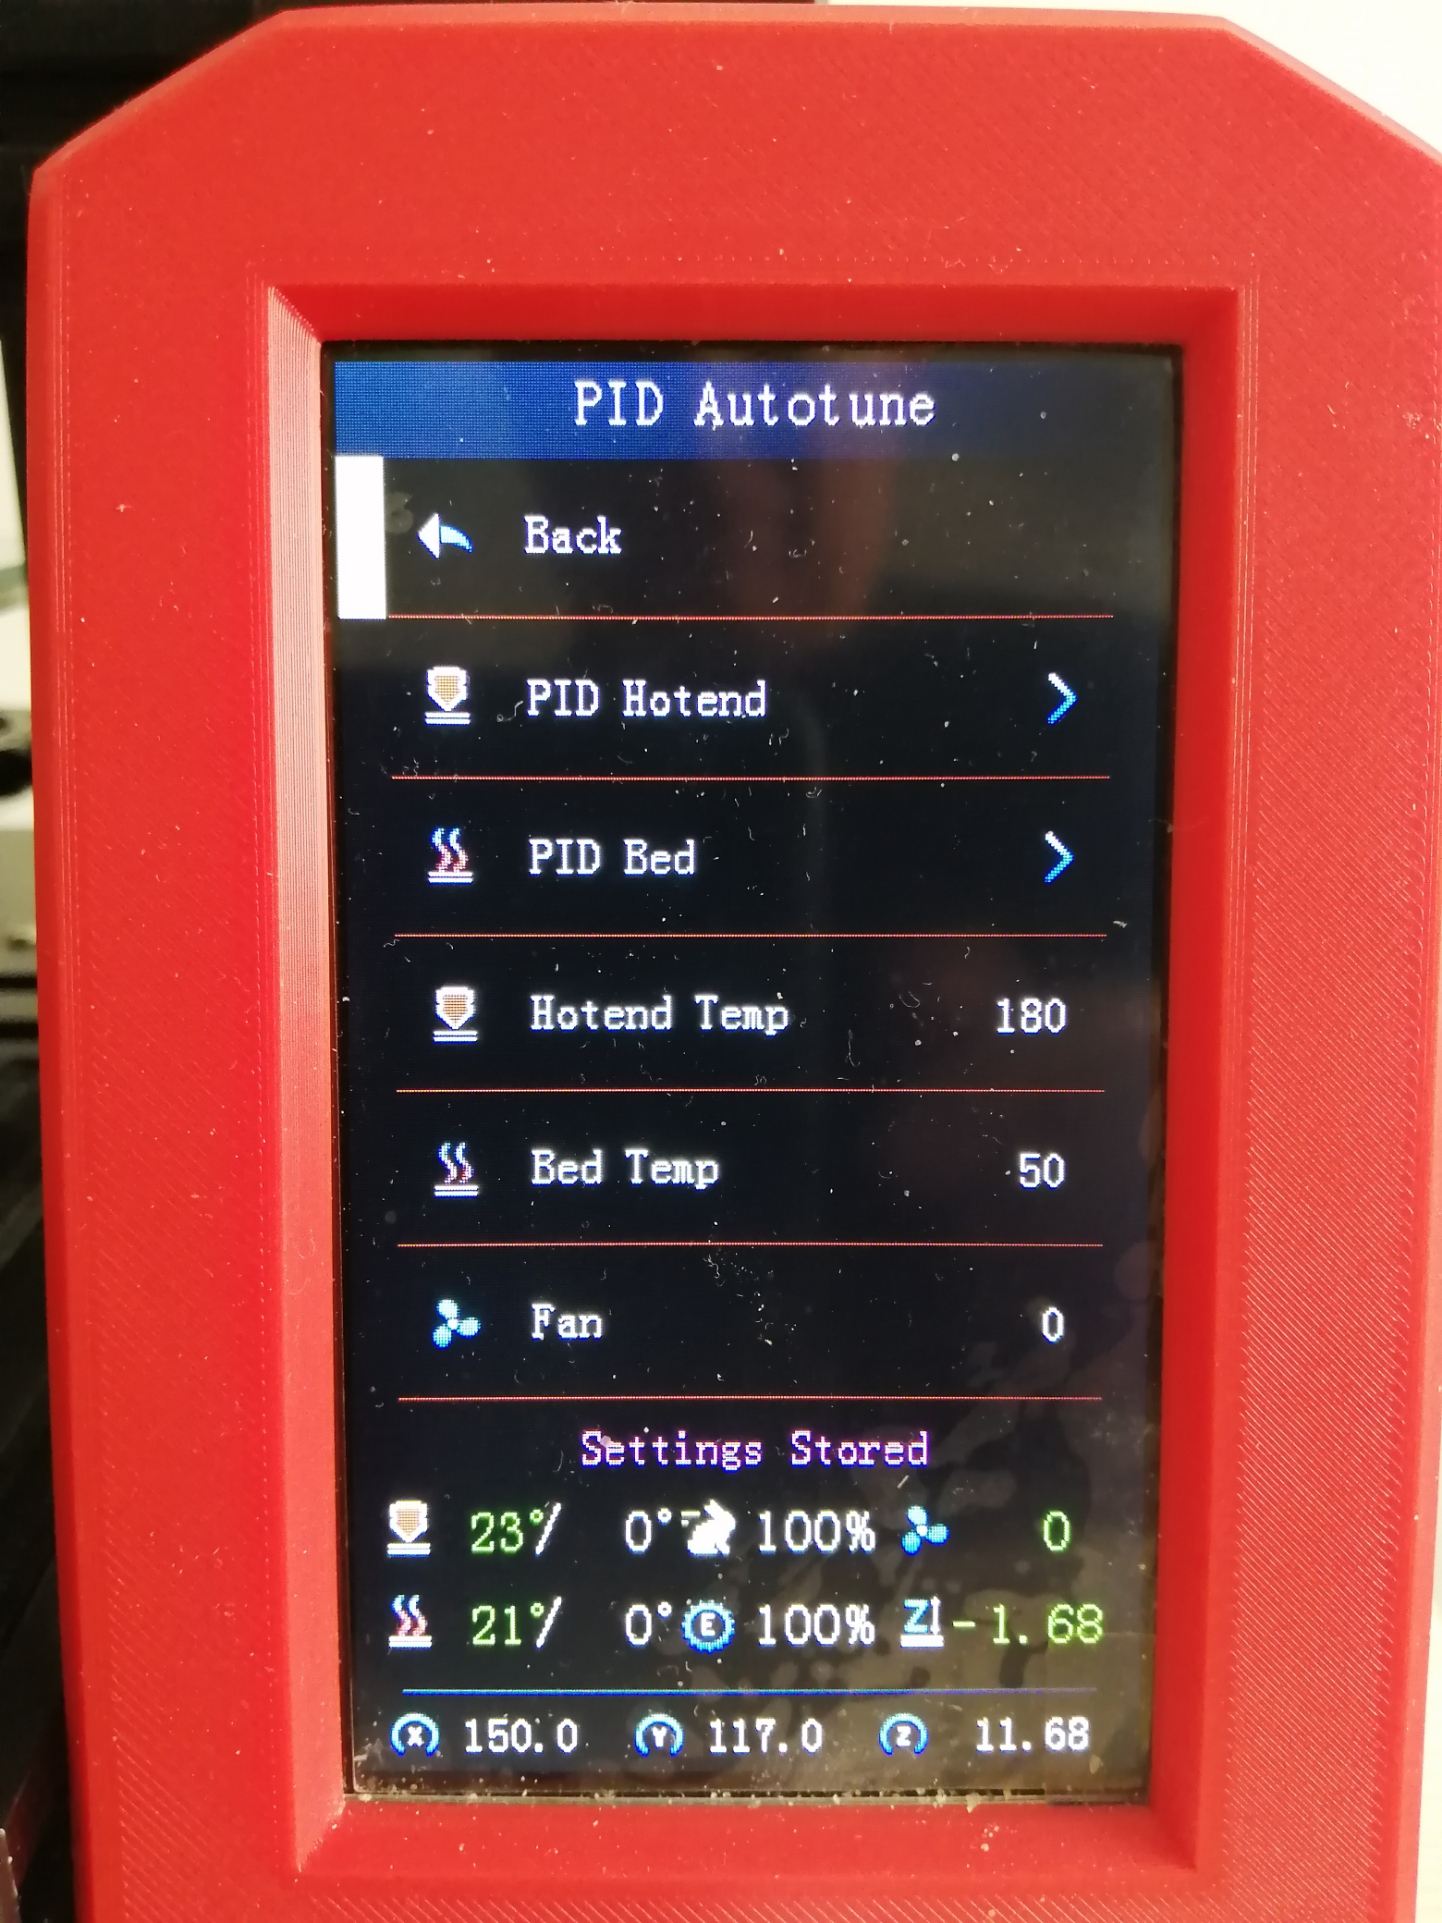 PID Autotune
Back
PID Hotend
PID Bed
Hotend Temp 180
Bed Temp 50
Fan 0
Settings Stored
23°/ 0° 100% 0
21°/ 0° E 100% Z -1.68
X 150.0 Y 117.0 Z 11.68